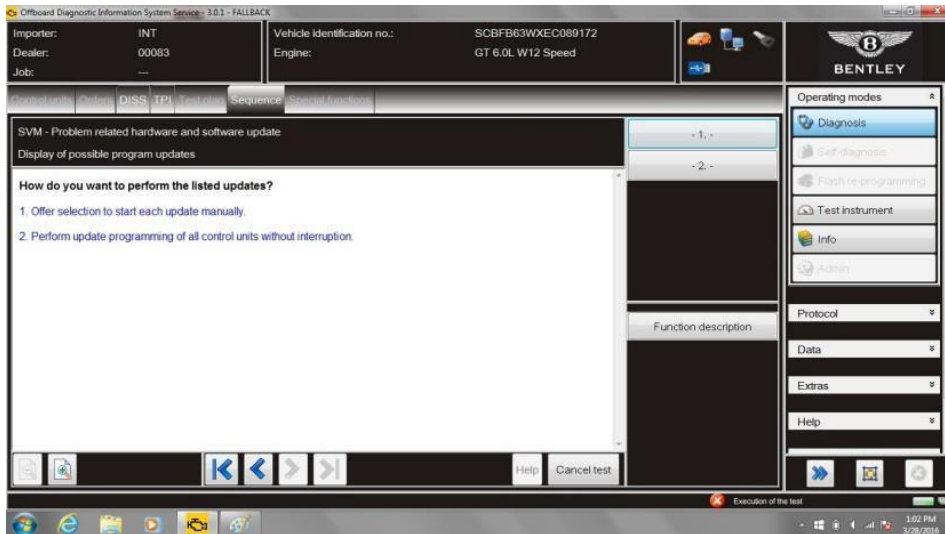 Offboard Diagnostic Information System Service - 3.0.1 - FALLBACK
Importer: INT
Dealer: 00083
Job: ---
Vehicle identification no.: SCBFB63WXEC089172
Engine: GT 6.0L W12 Speed
BENTLEY
Control units Orders DISS TPI Test plan Sequence Special functions
SVM - Problem related hardware and software update
Display of possible program updates
How do you want to perform the listed updates?
1. Offer selection to start each update manually.
2. Perform update programming of all control units without interruption.
- 1. -
- 2. -
Function description
Help
Cancel test
Operating modes
Diagnosis
Self-diagnosis
Flash re-programming
Test instrument
Info
Admin
Protocol
Data
Extras
Help
Execution of the test
1:02 PM
3/28/2016